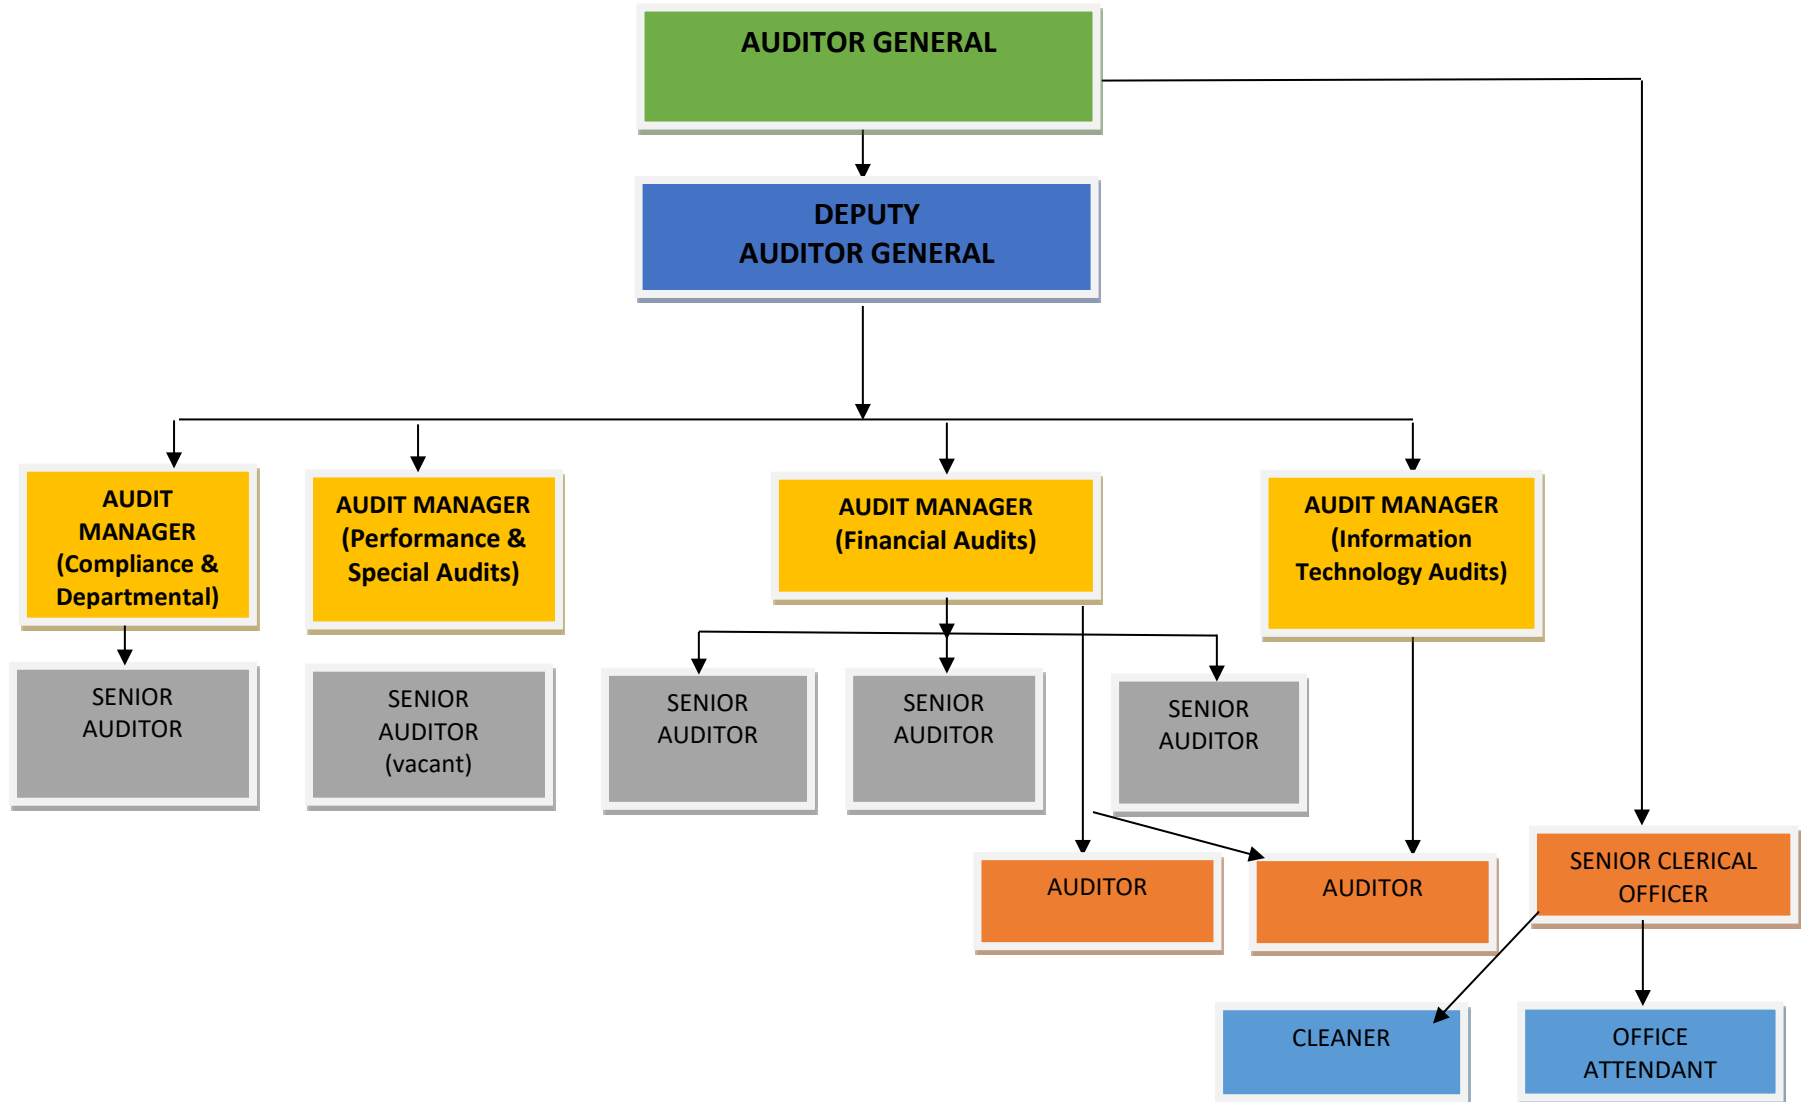 AUDITOR GENERAL
DEPUTY
AUDITOR GENERAL
AUDIT
MANAGER
(Compliance &
Departmental)
AUDIT MANAGER
(Performance &
Special Audits)
AUDIT MANAGER
(Financial Audits)
AUDIT MANAGER
(Information
Technology Audits)
SENIOR
AUDITOR
SENIOR
AUDITOR
(vacant)
SENIOR
AUDITOR
SENIOR
AUDITOR
SENIOR
AUDITOR
AUDITOR
AUDITOR
SENIOR CLERICAL
OFFICER
CLEANER
OFFICE
ATTENDANT